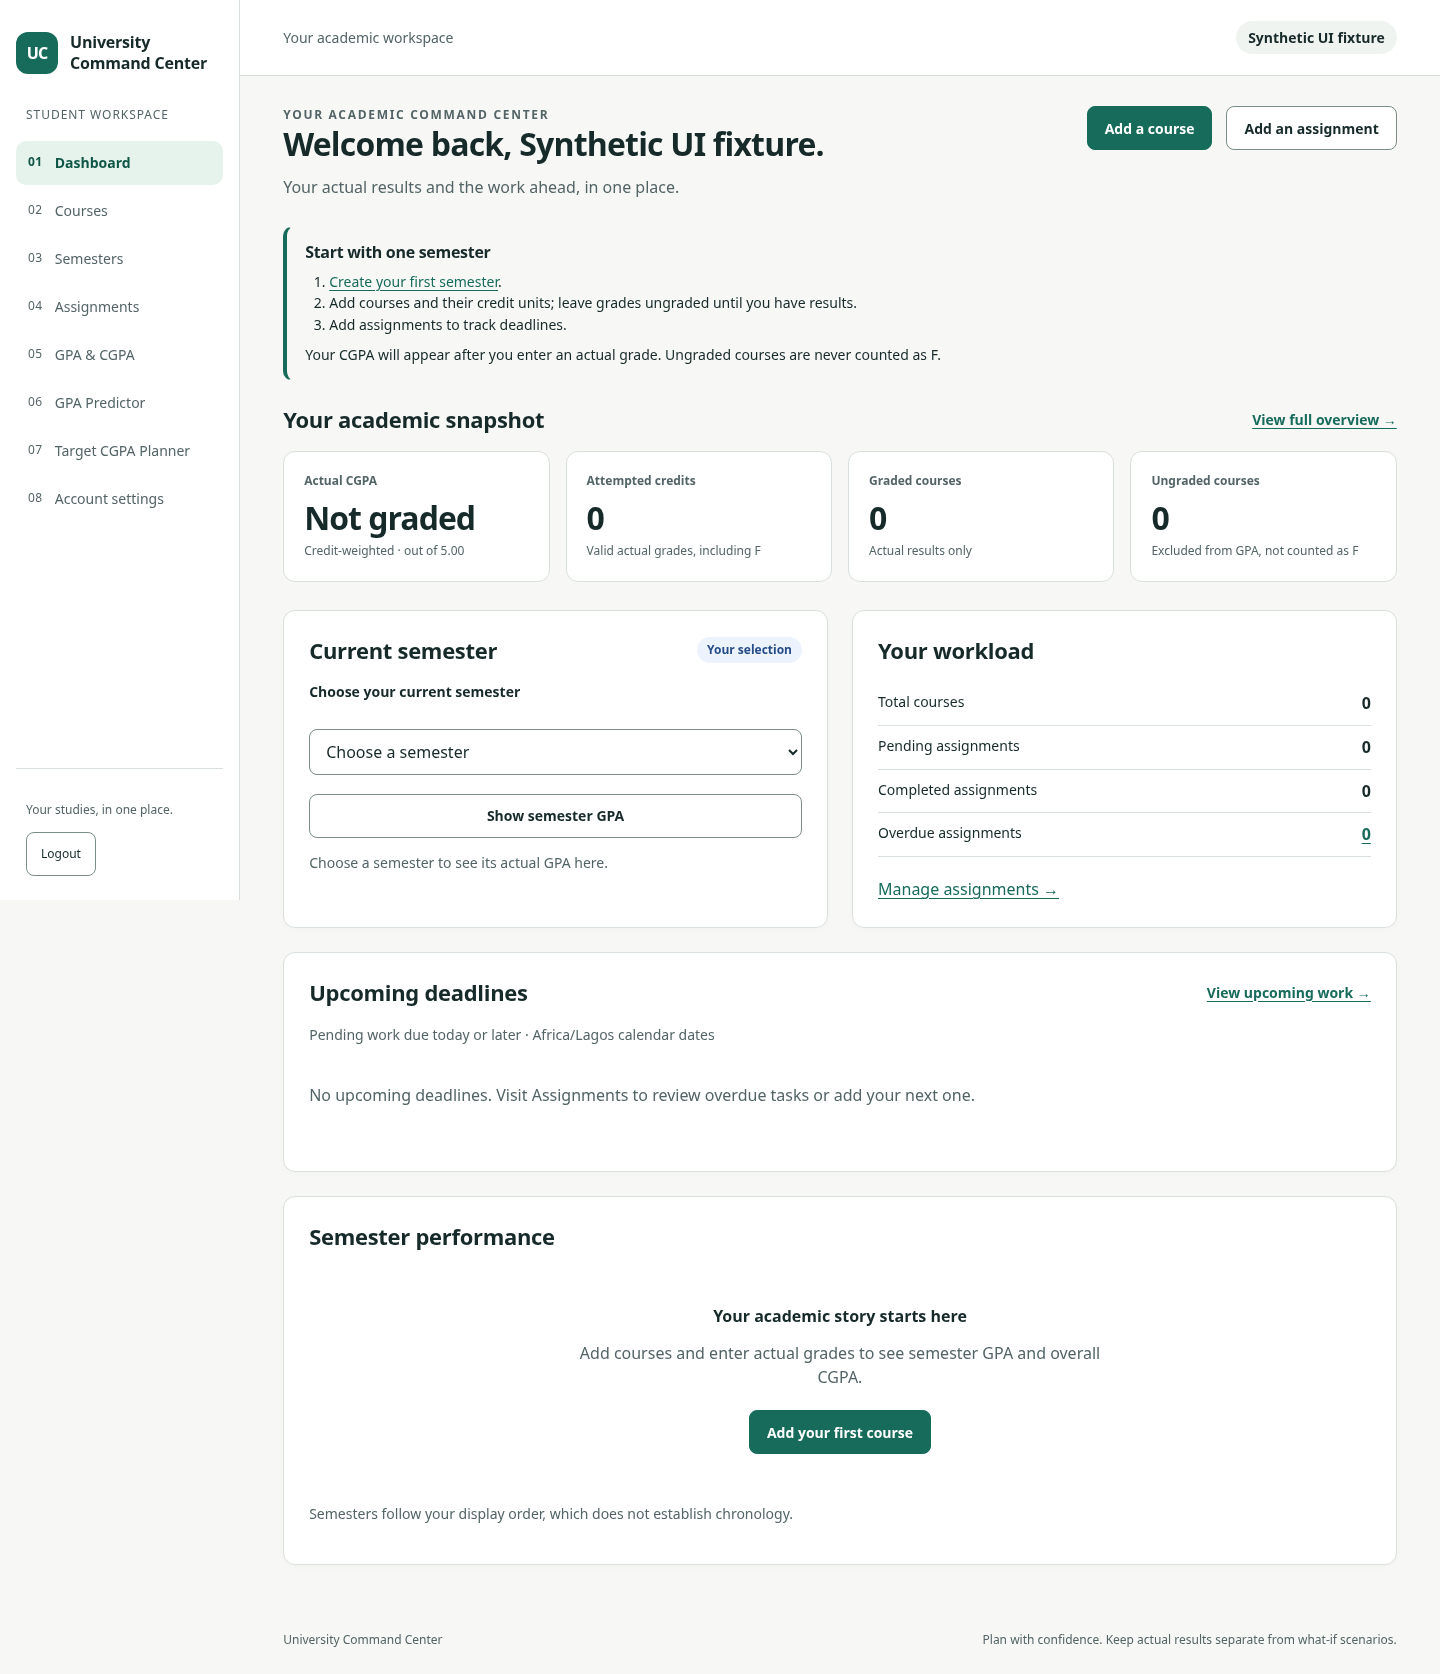 UC
University
Command Center
STUDENT WORKSPACE
01 Dashboard
02 Courses
03 Semesters
04 Assignments
05 GPA & CGPA
06 GPA Predictor
07 Target CGPA Planner
08 Account settings
Your studies, in one place.
Logout
Your academic workspace
Synthetic UI fixture
YOUR ACADEMIC COMMAND CENTER
Welcome back, Synthetic UI fixture.
Your actual results and the work ahead, in one place.
Add a course
Add an assignment
Start with one semester
1. Create your first semester.
2. Add courses and their credit units; leave grades ungraded until you have results.
3. Add assignments to track deadlines.
Your CGPA will appear after you enter an actual grade. Ungraded courses are never counted as F.
Your academic snapshot
View full overview →
Actual CGPA
Not graded
Credit-weighted · out of 5.00
Attempted credits
0
Valid actual grades, including F
Graded courses
0
Actual results only
Ungraded courses
0
Excluded from GPA, not counted as F
Current semester
Your selection
Choose your current semester
Choose a semester
Show semester GPA
Choose a semester to see its actual GPA here.
Your workload
Total courses 0
Pending assignments 0
Completed assignments 0
Overdue assignments 0
Manage assignments →
Upcoming deadlines
View upcoming work →
Pending work due today or later · Africa/Lagos calendar dates
No upcoming deadlines. Visit Assignments to review overdue tasks or add your next one.
Semester performance
Your academic story starts here
Add courses and enter actual grades to see semester GPA and overall
CGPA.
Add your first course
Semesters follow your display order, which does not establish chronology.
University Command Center
Plan with confidence. Keep actual results separate from what-if scenarios.